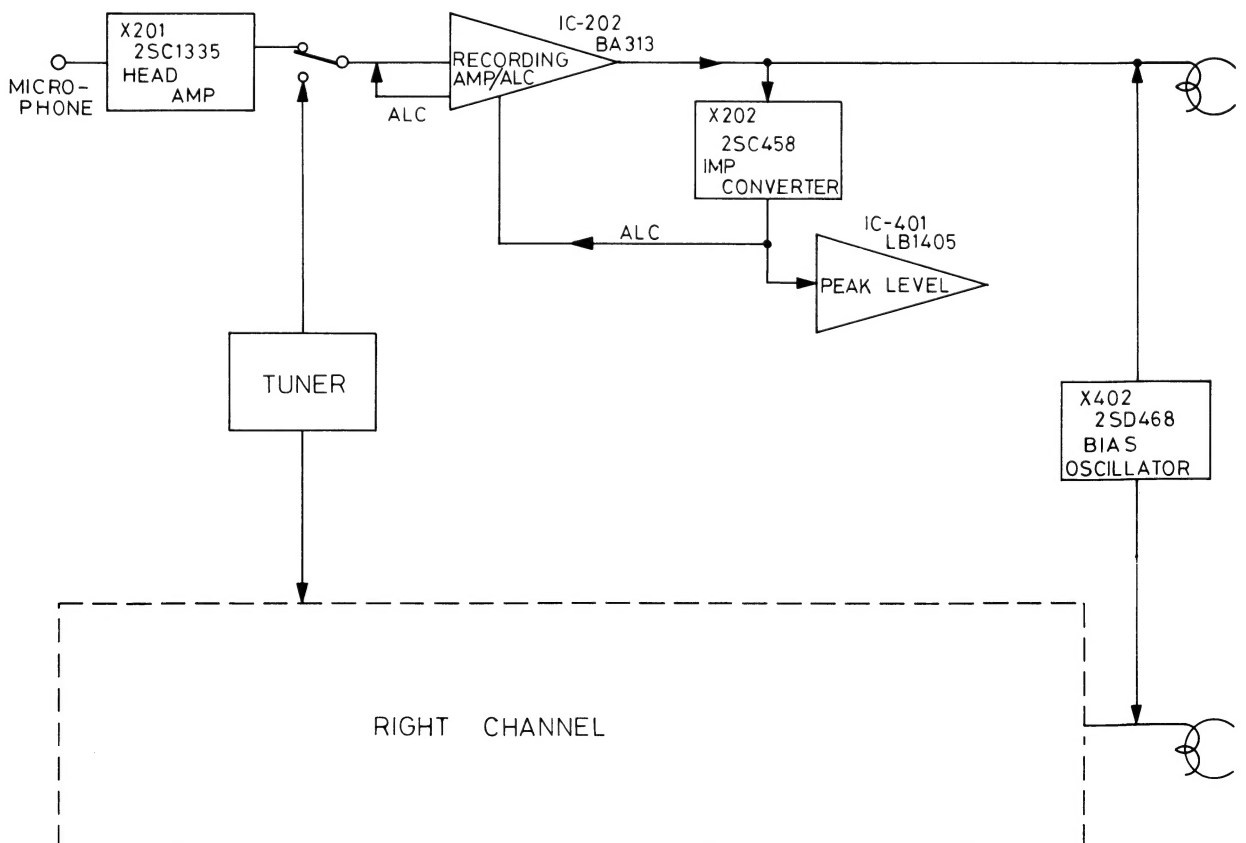 X201
2SC1335
HEAD
AMP
MICRO-
PHONE
IC-202
BA313
RECORDING
AMP/ALC
ALC
X202
2SC458
IMP
CONVERTER
ALC
IC-401
LB1405
PEAK LEVEL
TUNER
X402
2SD468
BIAS
OSCILLATOR
RIGHT CHANNEL